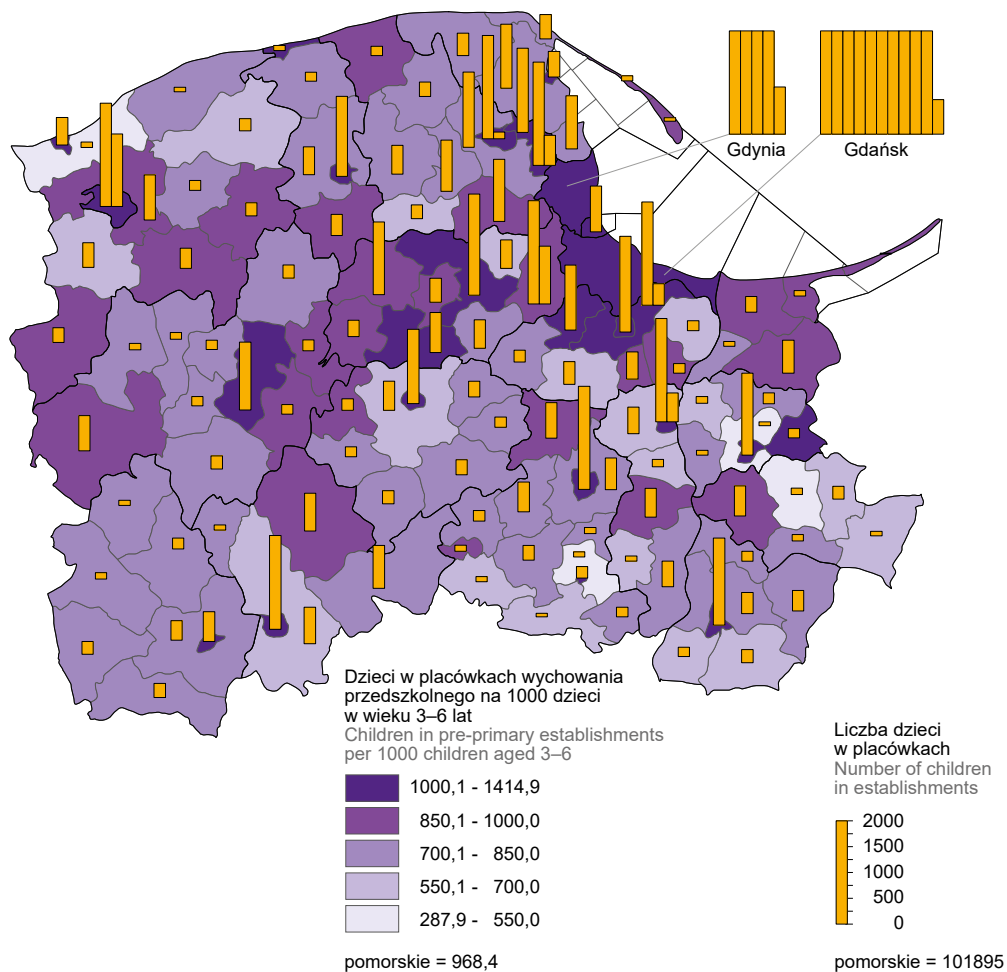 Gdynia
Gdańsk
Dzieci w placówkach wychowania
przedszkolnego na 1000 dzieci
w wieku 3–6 lat
Children in pre-primary establishments
per 1000 children aged 3–6
1000,1 - 1414,9
850,1 - 1000,0
700,1 - 850,0
550,1 - 700,0
287,9 - 550,0
pomorskie = 968,4
Liczba dzieci
w placówkach
Number of children
in establishments
2000
1500
1000
500
0
pomorskie = 101895